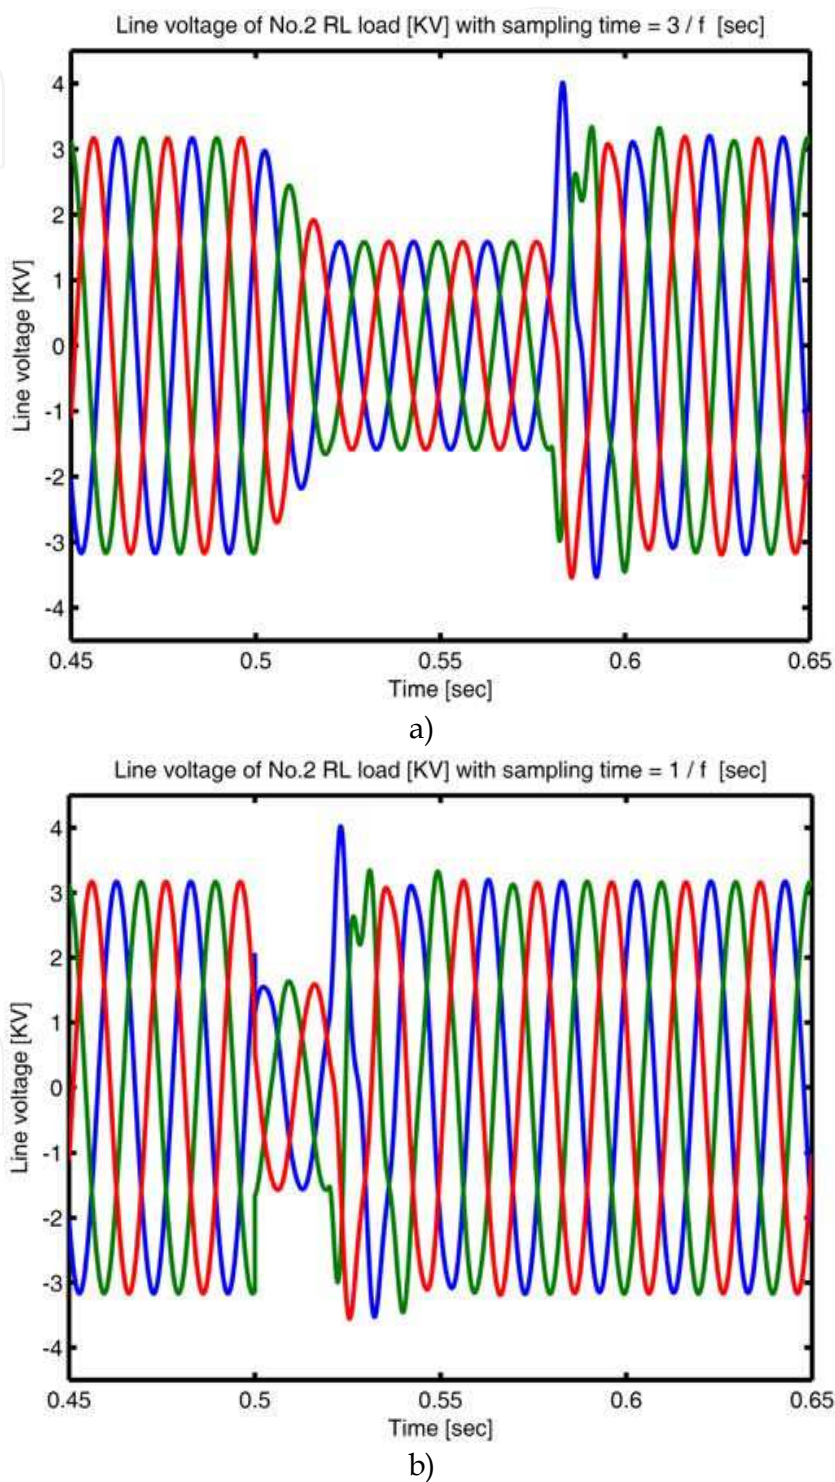 Line voltage of No.2 RL load [KV] with sampling time = 3 / f [sec]
4
3
2
1
0
-1
-2
-3
-4
Line voltage [KV]
0.45 0.5 0.55 0.6 0.65
Time [sec]
a)
Line voltage of No.2 RL load [KV] with sampling time = 1 / f [sec]
4
3
2
1
0
-1
-2
-3
-4
Line voltage [KV]
0.45 0.5 0.55 0.6 0.65
Time [sec]
b)